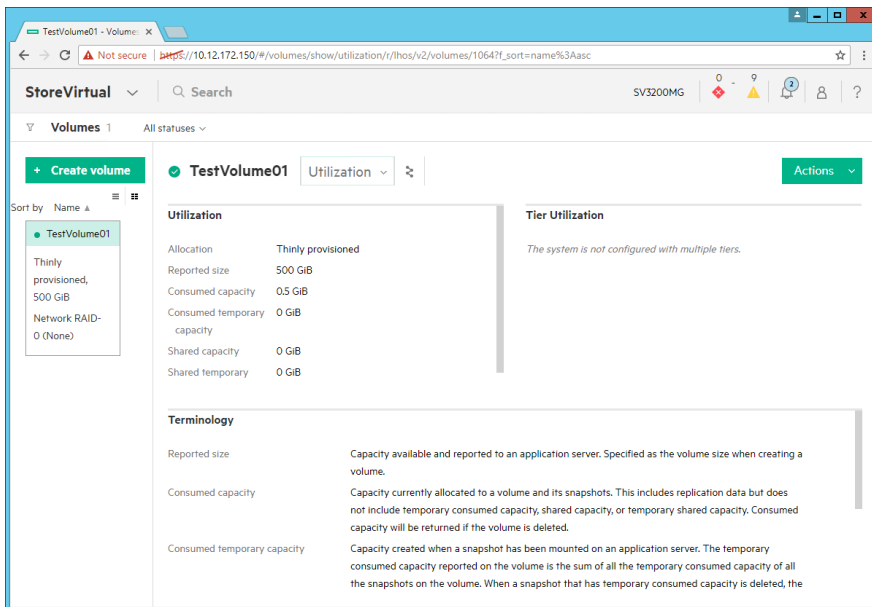 TestVolume01 - Volume
Not secure | https://10.12.172.150/#/volumes/show/utilization/r/lhos/v2/volumes/1064?f_sort=name%3Aasc
StoreVirtual
Search
SV3200MG
0 - 9
2
?
Volumes 1
All statuses
+ Create volume
TestVolume01
Utilization
Actions
Sort by Name
TestVolume01
Thinly
provisioned,
500 GiB
Network RAID-
0 (None)
Utilization
Allocation Thinly provisioned
Reported size 500 GiB
Consumed capacity 0.5 GiB
Consumed temporary 0 GiB
capacity
Shared capacity 0 GiB
Shared temporary 0 GiB
Tier Utilization
The system is not configured with multiple tiers.
Terminology
Reported size Capacity available and reported to an application server. Specified as the volume size when creating a
volume.
Consumed capacity Capacity currently allocated to a volume and its snapshots. This includes replication data but does
not include temporary consumed capacity, shared capacity, or temporary shared capacity. Consumed
capacity will be returned if the volume is deleted.
Consumed temporary capacity Capacity created when a snapshot has been mounted on an application server. The temporary
consumed capacity reported on the volume is the sum of all the temporary consumed capacity of all
the snapshots on the volume. When a snapshot that has temporary consumed capacity is deleted, the